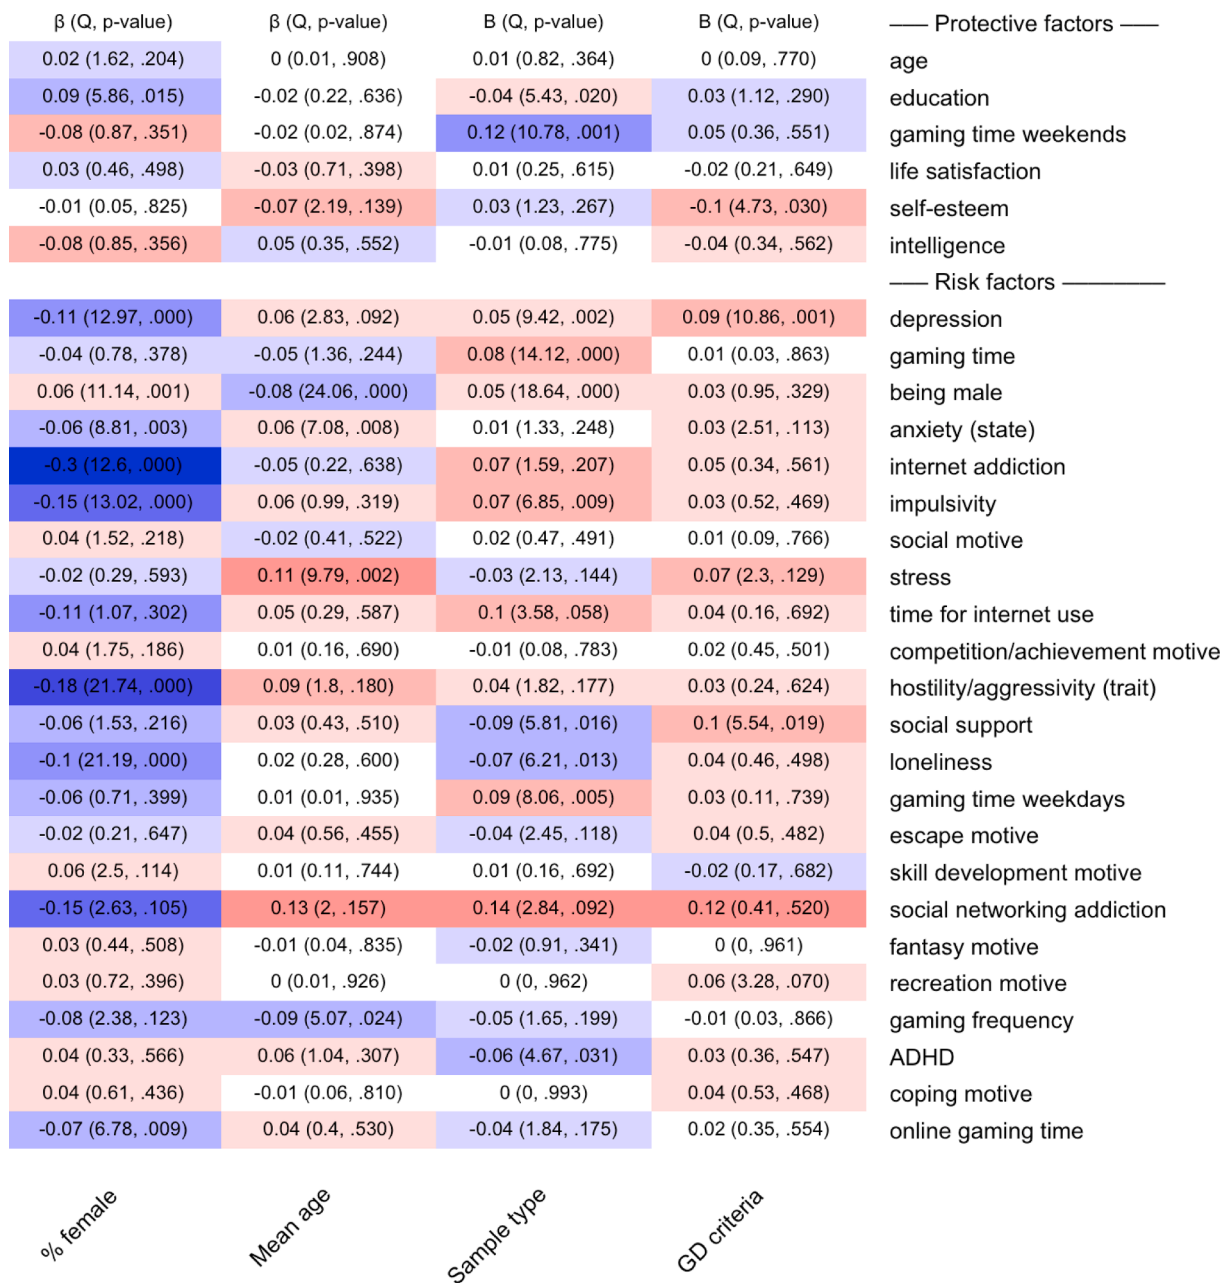 β (Q, p-value) β (Q, p-value) B (Q, p-value) B (Q, p-value) —– Protective factors —–
0.02 (1.62, .204) 0 (0.01, .908) 0.01 (0.82, .364) 0 (0.09, .770) age
0.09 (5.86, .015) -0.02 (0.22, .636) -0.04 (5.43, .020) 0.03 (1.12, .290) education
-0.08 (0.87, .351) -0.02 (0.02, .874) 0.12 (10.78, .001) 0.05 (0.36, .551) gaming time weekends
0.03 (0.46, .498) -0.03 (0.71, .398) 0.01 (0.25, .615) -0.02 (0.21, .649) life satisfaction
-0.01 (0.05, .825) -0.07 (2.19, .139) 0.03 (1.23, .267) -0.1 (4.73, .030) self-esteem
-0.08 (0.85, .356) 0.05 (0.35, .552) -0.01 (0.08, .775) -0.04 (0.34, .562) intelligence
—– Risk factors ————–
-0.11 (12.97, .000) 0.06 (2.83, .092) 0.05 (9.42, .002) 0.09 (10.86, .001) depression
-0.04 (0.78, .378) -0.05 (1.36, .244) 0.08 (14.12, .000) 0.01 (0.03, .863) gaming time
0.06 (11.14, .001) -0.08 (24.06, .000) 0.05 (18.64, .000) 0.03 (0.95, .329) being male
-0.06 (8.81, .003) 0.06 (7.08, .008) 0.01 (1.33, .248) 0.03 (2.51, .113) anxiety (state)
-0.3 (12.6, .000) -0.05 (0.22, .638) 0.07 (1.59, .207) 0.05 (0.34, .561) internet addiction
-0.15 (13.02, .000) 0.06 (0.99, .319) 0.07 (6.85, .009) 0.03 (0.52, .469) impulsivity
0.04 (1.52, .218) -0.02 (0.41, .522) 0.02 (0.47, .491) 0.01 (0.09, .766) social motive
-0.02 (0.29, .593) 0.11 (9.79, .002) -0.03 (2.13, .144) 0.07 (2.3, .129) stress
-0.11 (1.07, .302) 0.05 (0.29, .587) 0.1 (3.58, .058) 0.04 (0.16, .692) time for internet use
0.04 (1.75, .186) 0.01 (0.16, .690) -0.01 (0.08, .783) 0.02 (0.45, .501) competition/achievement motive
-0.18 (21.74, .000) 0.09 (1.8, .180) 0.04 (1.82, .177) 0.03 (0.24, .624) hostility/aggressivity (trait)
-0.06 (1.53, .216) 0.03 (0.43, .510) -0.09 (5.81, .016) 0.1 (5.54, .019) social support
-0.1 (21.19, .000) 0.02 (0.28, .600) -0.07 (6.21, .013) 0.04 (0.46, .498) loneliness
-0.06 (0.71, .399) 0.01 (0.01, .935) 0.09 (8.06, .005) 0.03 (0.11, .739) gaming time weekdays
-0.02 (0.21, .647) 0.04 (0.56, .455) -0.04 (2.45, .118) 0.04 (0.5, .482) escape motive
0.06 (2.5, .114) 0.01 (0.11, .744) 0.01 (0.16, .692) -0.02 (0.17, .682) skill development motive
-0.15 (2.63, .105) 0.13 (2, .157) 0.14 (2.84, .092) 0.12 (0.41, .520) social networking addiction
0.03 (0.44, .508) -0.01 (0.04, .835) -0.02 (0.91, .341) 0 (0, .961) fantasy motive
0.03 (0.72, .396) 0 (0.01, .926) 0 (0, .962) 0.06 (3.28, .070) recreation motive
-0.08 (2.38, .123) -0.09 (5.07, .024) -0.05 (1.65, .199) -0.01 (0.03, .866) gaming frequency
0.04 (0.33, .566) 0.06 (1.04, .307) -0.06 (4.67, .031) 0.03 (0.36, .547) ADHD
0.04 (0.61, .436) -0.01 (0.06, .810) 0 (0, .993) 0.04 (0.53, .468) coping motive
-0.07 (6.78, .009) 0.04 (0.4, .530) -0.04 (1.84, .175) 0.02 (0.35, .554) online gaming time
% female Mean age Sample type GD criteria